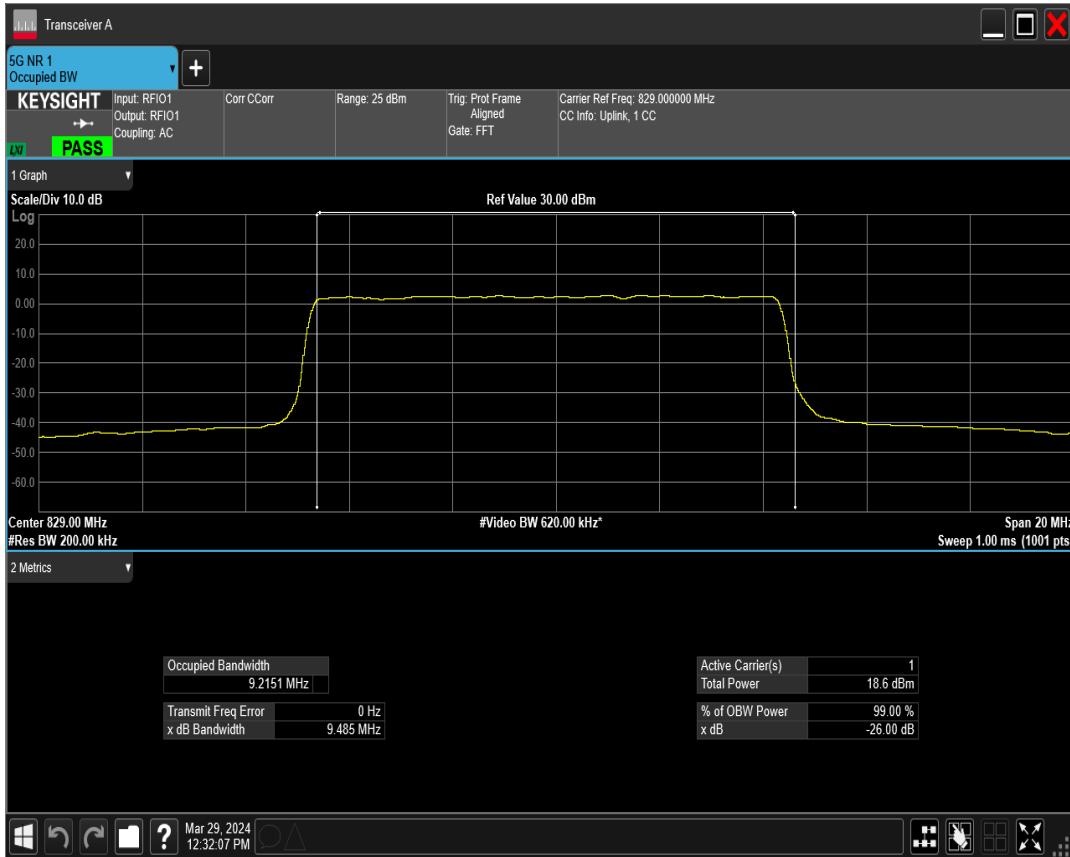 Transceiver A
5G NR 1
Occupied BW
KEYSIGHT
LXI
PASS
Input: RFIO1
Output: RFIO1
Coupling: AC
Corr CCorr
Range: 25 dBm
Trig: Prot Frame
Aligned
Gate: FFT
Carrier Ref Freq: 829.000000 MHz
CC Info: Uplink, 1 CC
1 Graph
Scale/Div 10.0 dB
Ref Value 30.00 dBm
Log
20.0
10.0
0.00
-10.0
-20.0
-30.0
-40.0
-50.0
-60.0
Center 829.00 MHz
#Video BW 620.00 kHz*
Span 20 MHz
#Res BW 200.00 kHz
Sweep 1.00 ms (1001 pts
2 Metrics
Occupied Bandwidth
9.2151 MHz
Transmit Freq Error 0 Hz
x dB Bandwidth 9.485 MHz
Active Carrier(s) 1
Total Power 18.6 dBm
% of OBW Power 99.00 %
x dB -26.00 dB
Mar 29, 2024
12:32:07 PM